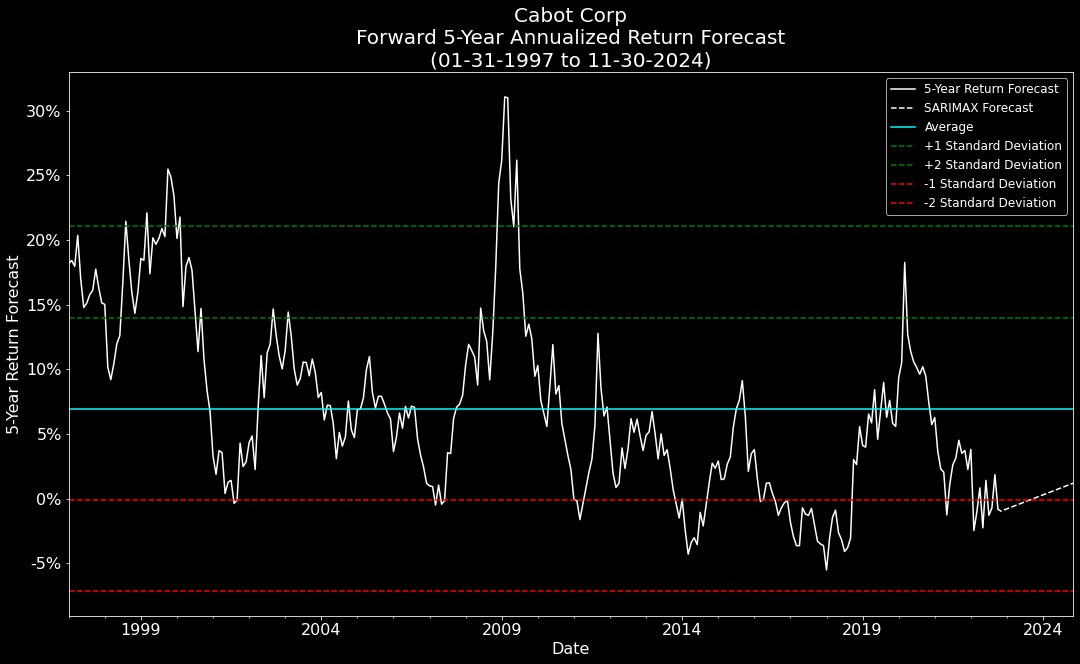 Cabot Corp
Forward 5-Year Annualized Return Forecast
(01-31-1997 to 11-30-2024)
5-Year Return Forecast
SARIMAX Forecast
Average
+1 Standard Deviation
+2 Standard Deviation
-1 Standard Deviation
-2 Standard Deviation
5-Year Return Forecast
30%
25%
20%
15%
10%
5%
0%
-5%
1999 2004 2009 2014 2019 2024
Date